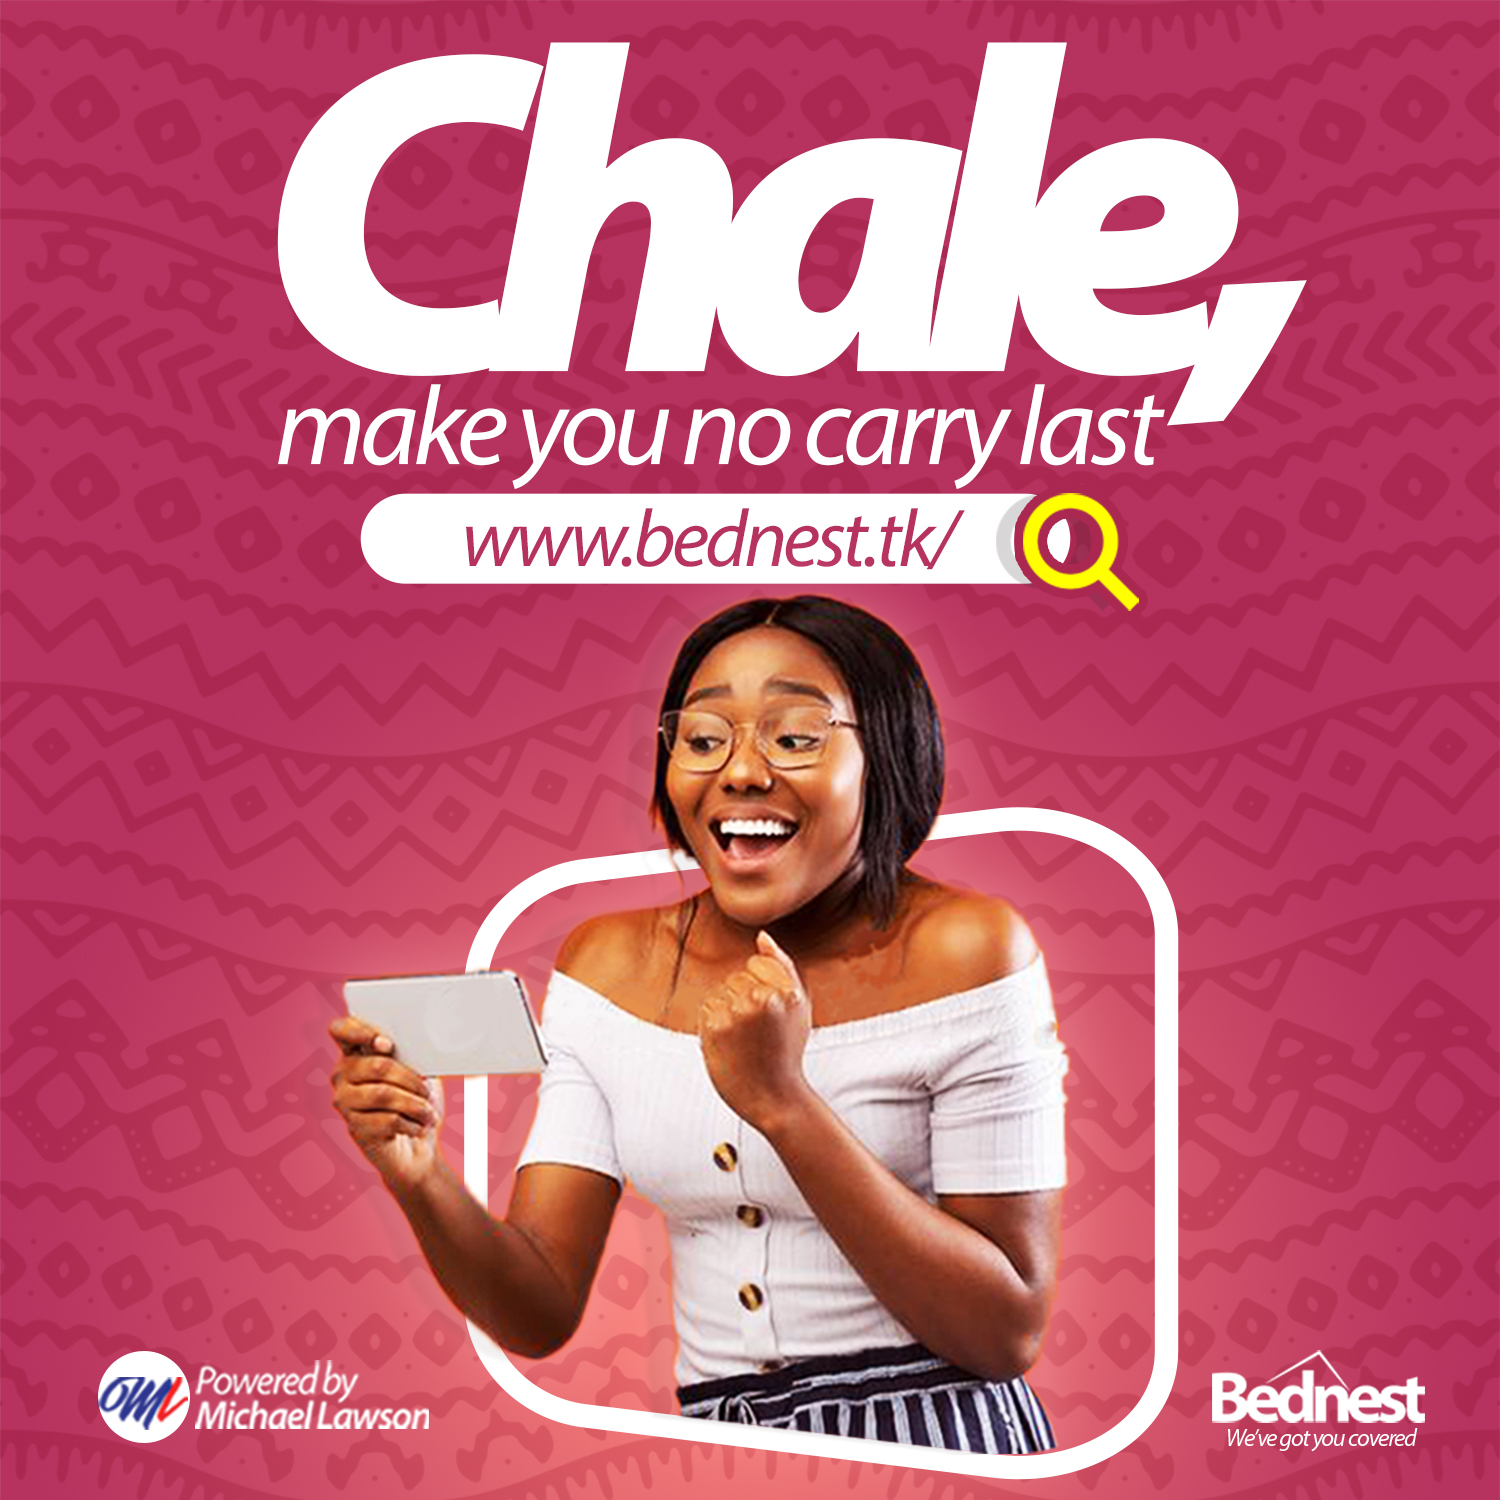 Chale,
make you no carry last
www.bednest.tk/
OML
Powered by
Michael Lawson
Bednest
We've got you covered